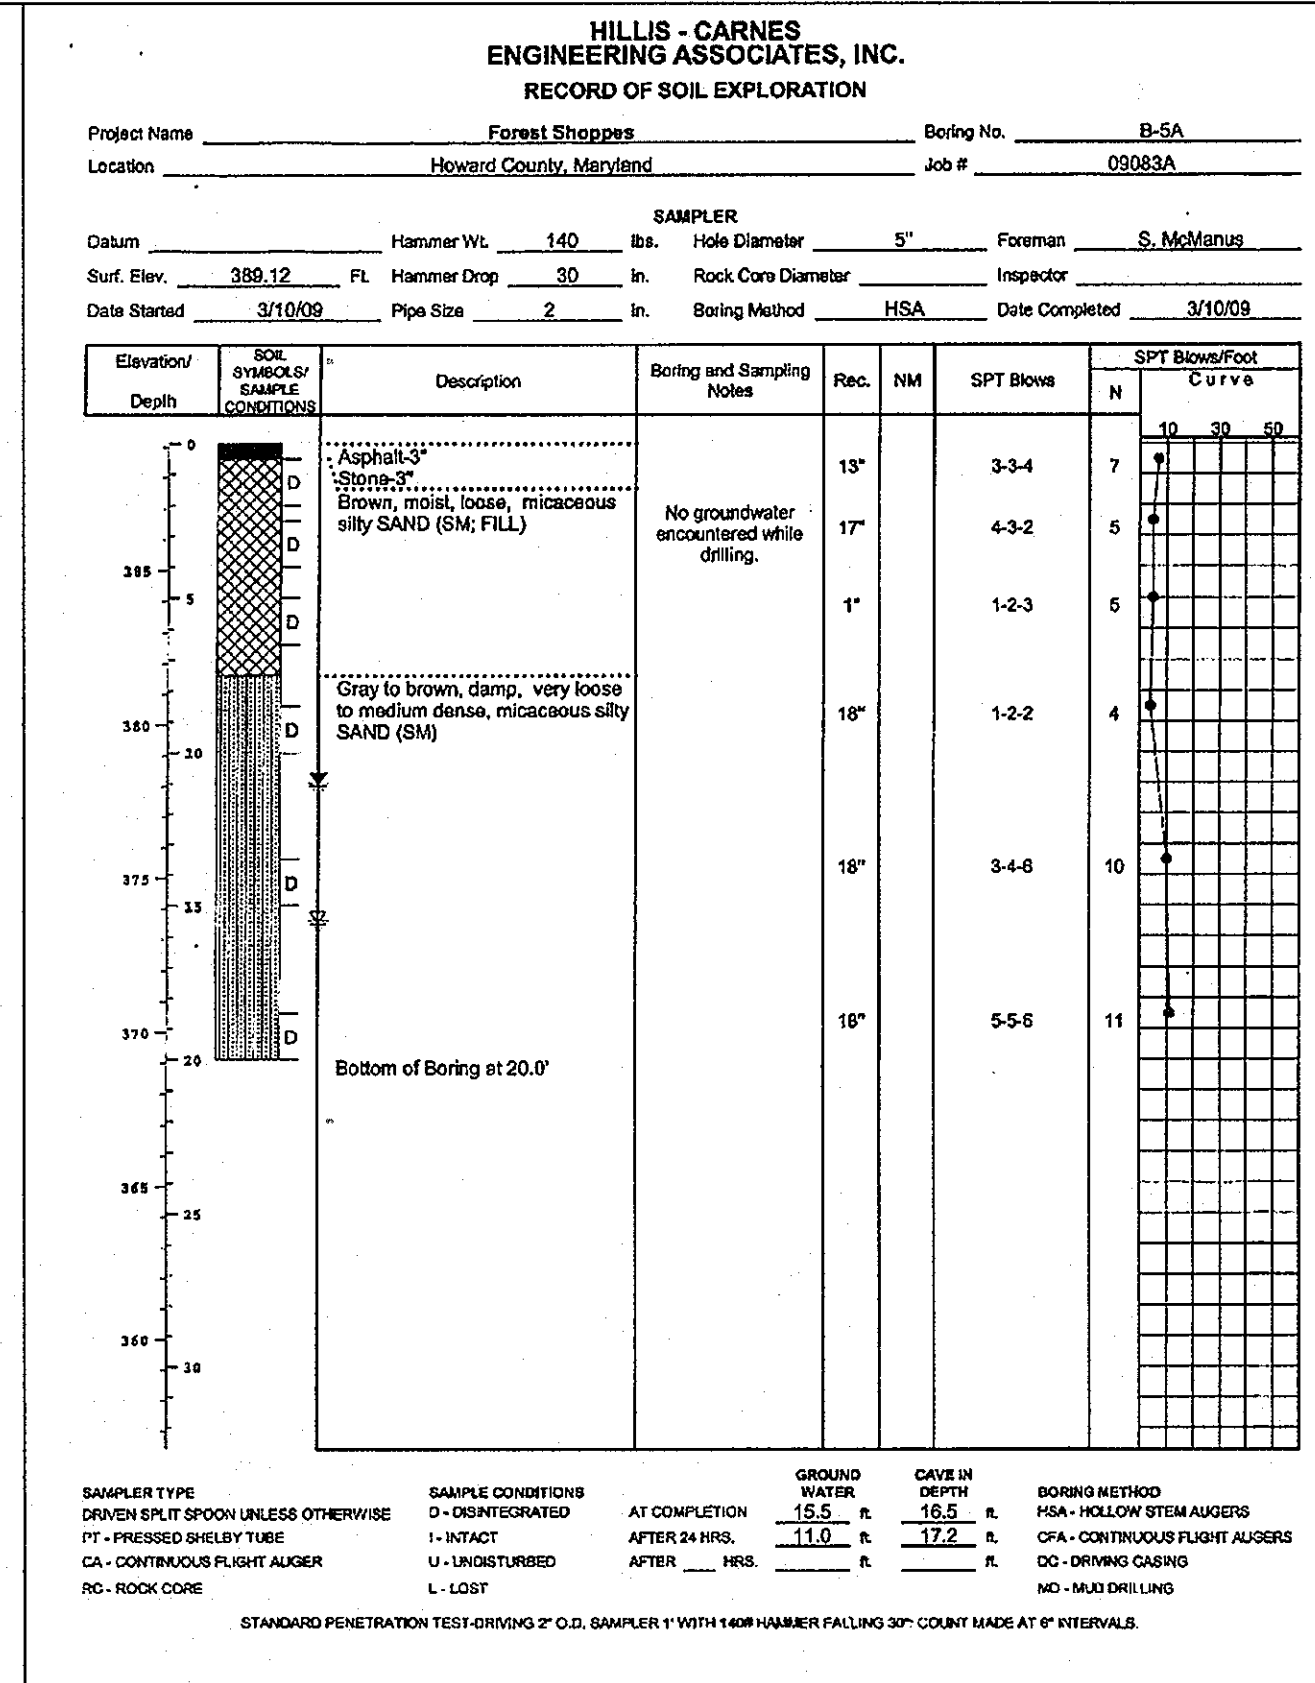 HILLIS - CARNES
ENGINEERING ASSOCIATES, INC.
RECORD OF SOIL EXPLORATION
Project Name Forest Shoppes Boring No. B-5A
Location Howard County, Maryland Job # 09083A
SAMPLER
Datum Hammer Wt. 140 lbs. Hole Diameter 5" Foreman S. McManus
Surf. Elev. 389.12 Ft. Hammer Drop 30 in. Rock Core Diameter Inspector
Date Started 3/10/09 Pipe Size 2 in. Boring Method HSA Date Completed 3/10/09
Elevation/ Depth
SOIL SYMBOLS/ SAMPLE CONDITIONS
Description
Boring and Sampling Notes
Rec.
NM
SPT Blows
SPT Blows/Foot
N
Curve
10 30 50
0
Asphalt-3"
Stone-3"
D
13" 3-3-4 7
Brown, moist, loose, micaceous
silty SAND (SM; FILL)
No groundwater
encountered while
drilling.
D
17" 4-3-2 5
385
5
D
1" 1-2-3 5
Gray to brown, damp, very loose
to medium dense, micaceous silty
SAND (SM)
380
D
18" 1-2-2 4
10
375
D
18" 3-4-6 10
15
370
D
18" 5-5-6 11
20
Bottom of Boring at 20.0'
365
25
360
30
SAMPLER TYPE
DRIVEN SPLIT SPOON UNLESS OTHERWISE
PT - PRESSED SHELBY TUBE
CA - CONTINUOUS FLIGHT AUGER
RC - ROCK CORE
SAMPLE CONDITIONS
D - DISINTEGRATED
I - INTACT
U - UNDISTURBED
L - LOST
GROUND WATER CAVE IN DEPTH
AT COMPLETION 15.5 ft. 16.5 ft.
AFTER 24 HRS. 11.0 ft. 17.2 ft.
AFTER ___ HRS. ft. ft.
BORING METHOD
HSA - HOLLOW STEM AUGERS
CFA - CONTINUOUS FLIGHT AUGERS
DC - DRIVING CASING
MD - MUD DRILLING
STANDARD PENETRATION TEST-DRIVING 2" O.D. SAMPLER 1' WITH 140# HAMMER FALLING 30": COUNT MADE AT 6" INTERVALS.